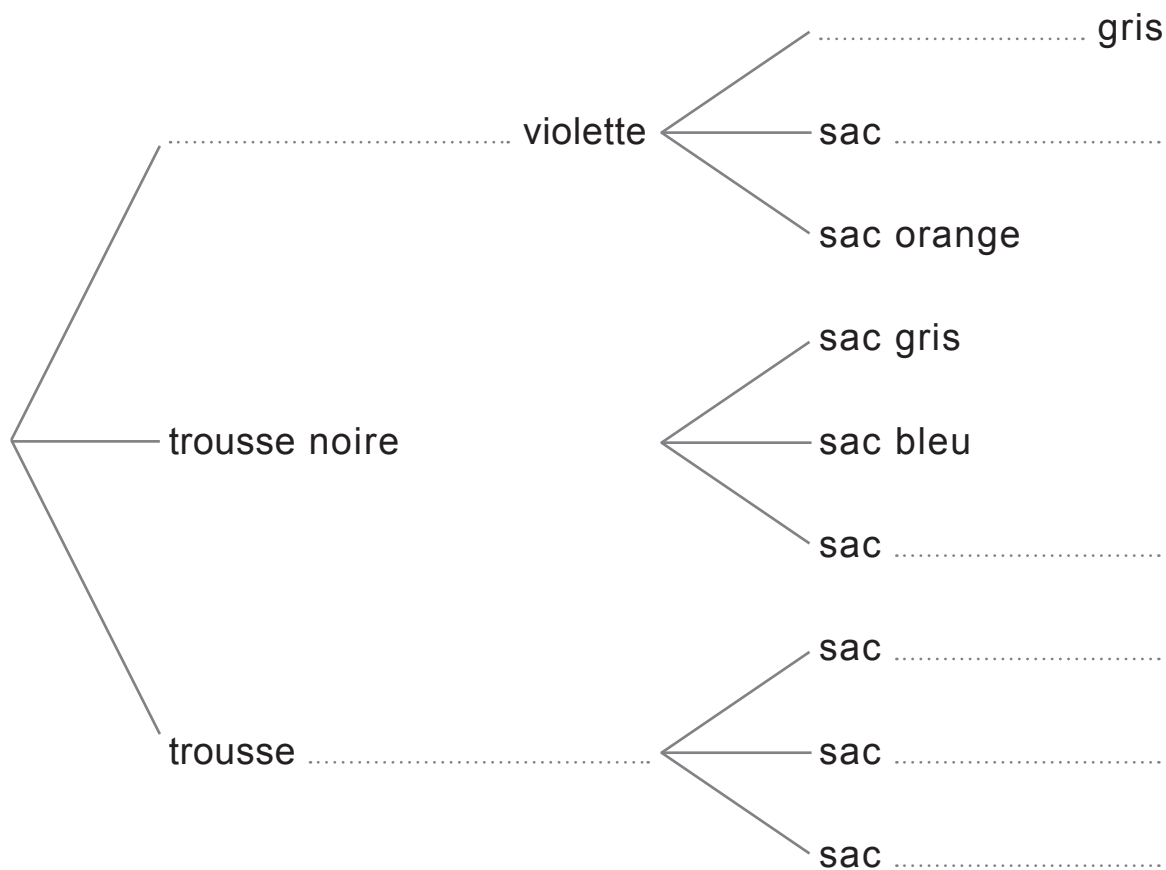 .................................... gris
.................................... violette
sac ....................................
sac orange
sac gris
trousse noire
sac bleu
sac ....................................
sac ....................................
trousse ....................................
sac ....................................
sac ....................................